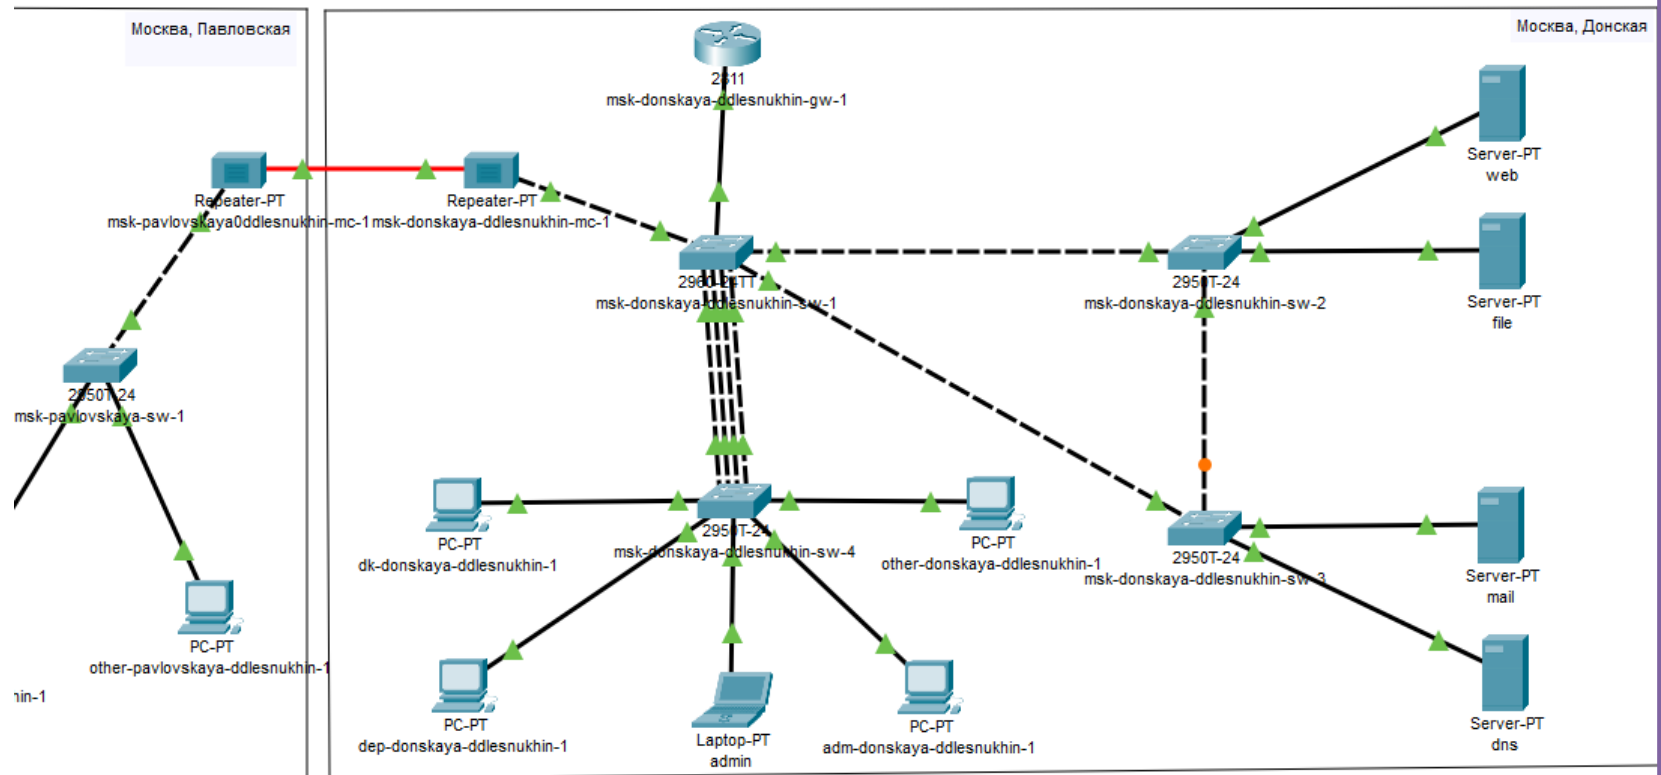 Москва, Павловская
Москва, Донская
2811
msk-donskaya-ddlesnukhin-gw-1
Repeater-PT
msk-pavlovskaya0ddlesnukhin-mc-1
Repeater-PT
msk-donskaya-ddlesnukhin-mc-1
Server-PT
web
2960-24TT
msk-donskaya-ddlesnukhin-sw-1
2950T-24
msk-donskaya-ddlesnukhin-sw-2
Server-PT
file
2950T-24
msk-pavlovskaya-sw-1
2950T-24
msk-donskaya-ddlesnukhin-sw-4
PC-PT
dk-donskaya-ddlesnukhin-1
PC-PT
other-donskaya-ddlesnukhin-1
2950T-24
msk-donskaya-ddlesnukhin-sw-3
Server-PT
mail
PC-PT
other-pavlovskaya-ddlesnukhin-1
hin-1
PC-PT
dep-donskaya-ddlesnukhin-1
Laptop-PT
admin
PC-PT
adm-donskaya-ddlesnukhin-1
Server-PT
dns